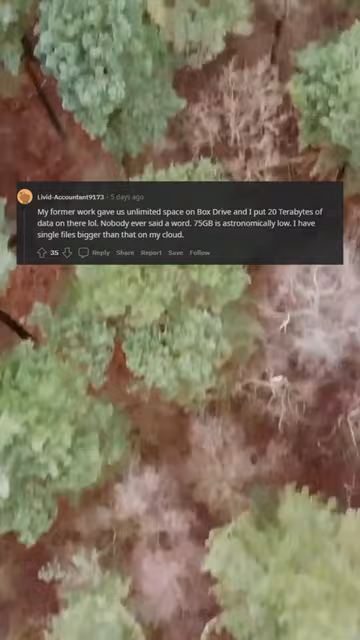 Livid-Accountant9173 · 5 days ago
My former work gave us unlimited space on Box Drive and I put 20 Terabytes of
data on there lol. Nobody ever said a word. 75GB is astronomically low. I have
single files bigger than that on my cloud.
35 Reply Share Report Save Follow